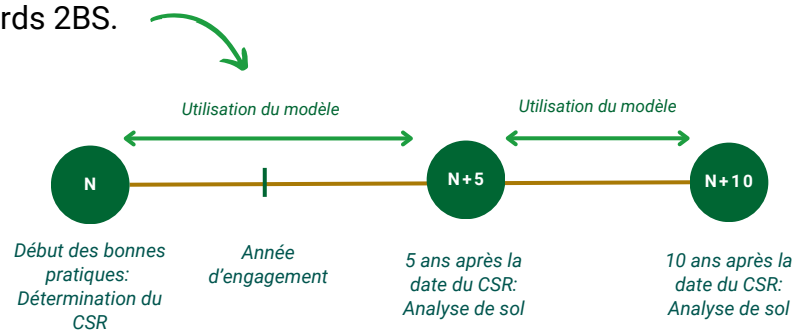 rds 2BS.
Utilisation du modèle
Utilisation du modèle
N
N+5
N+10
Début des bonnes
pratiques:
Détermination du
CSR
Année
d'engagement
5 ans après la
date du CSR:
Analyse de sol
10 ans après la
date du CSR:
Analyse de sol